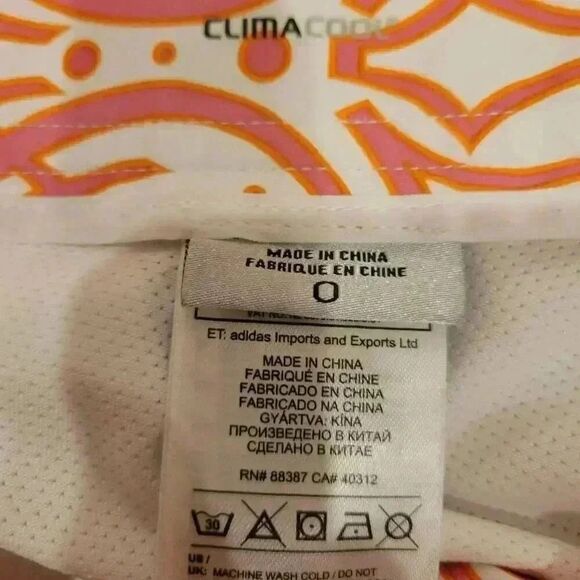 CLIMACOOL
MADE IN CHINA
FABRIQUE EN CHINE
0
ET: adidas Imports and Exports Ltd
MADE IN CHINA
FABRIQUÉ EN CHINE
FABRICADO EN CHINA
FABRICADO NA CHINA
GYÁRTVA: KÍNA
ПРОИЗВЕДЕНО В КИТАЙ
СДЕЛАНО В КИТАЕ
RN# 88387 CA# 40312
30
US /
UK: MACHINE WASH COLD / DO NOT